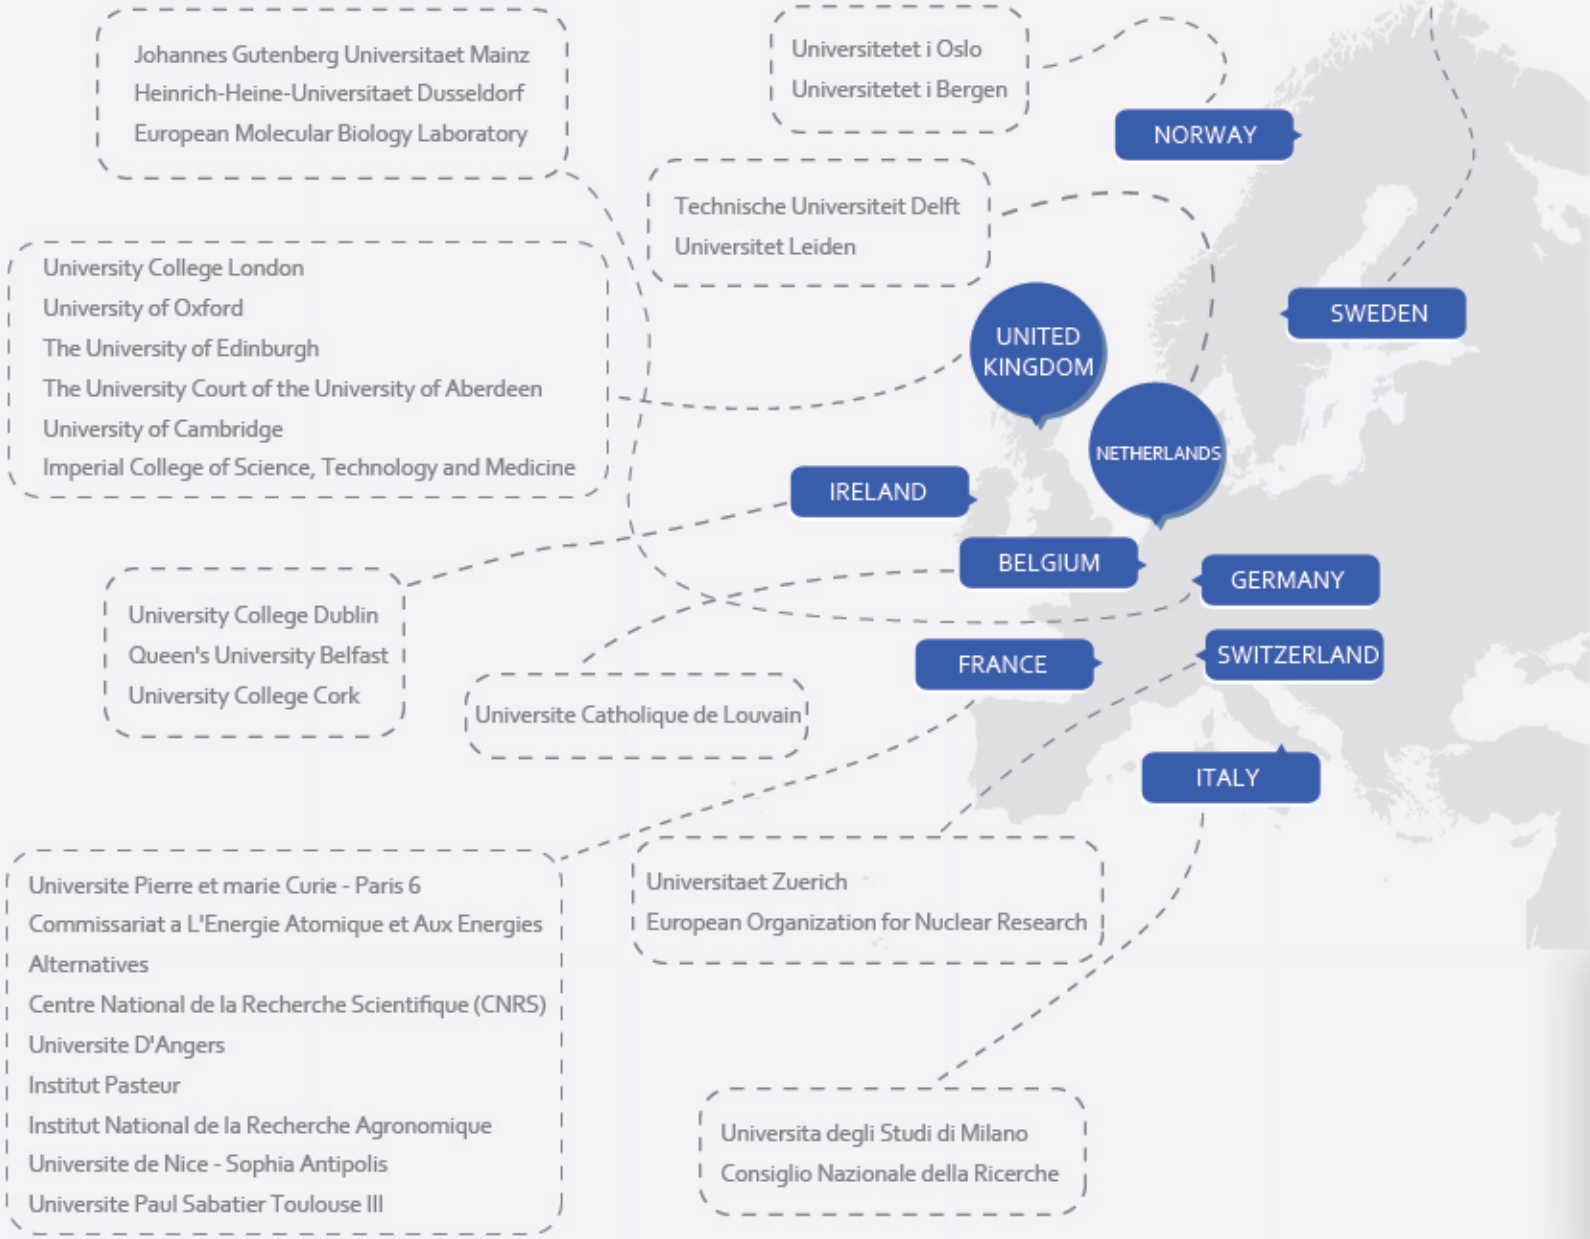 Johannes Gutenberg Universitaet Mainz
Heinrich-Heine-Universitaet Dusseldorf
European Molecular Biology Laboratory
Universitetet i Oslo
Universitetet i Bergen
NORWAY
Technische Universiteit Delft
Universitet Leiden
University College London
University of Oxford
The University of Edinburgh
The University Court of the University of Aberdeen
University of Cambridge
Imperial College of Science, Technology and Medicine
UNITED
KINGDOM
SWEDEN
NETHERLANDS
IRELAND
BELGIUM
GERMANY
University College Dublin
Queen's University Belfast
University College Cork
FRANCE
SWITZERLAND
Universite Catholique de Louvain
ITALY
Universite Pierre et marie Curie - Paris 6
Commissariat a L'Energie Atomique et Aux Energies
Alternatives
Centre National de la Recherche Scientifique (CNRS)
Universite D'Angers
Institut Pasteur
Institut National de la Recherche Agronomique
Universite de Nice - Sophia Antipolis
Universite Paul Sabatier Toulouse III
Universitaet Zuerich
European Organization for Nuclear Research
Universita degli Studi di Milano
Consiglio Nazionale della Ricerche